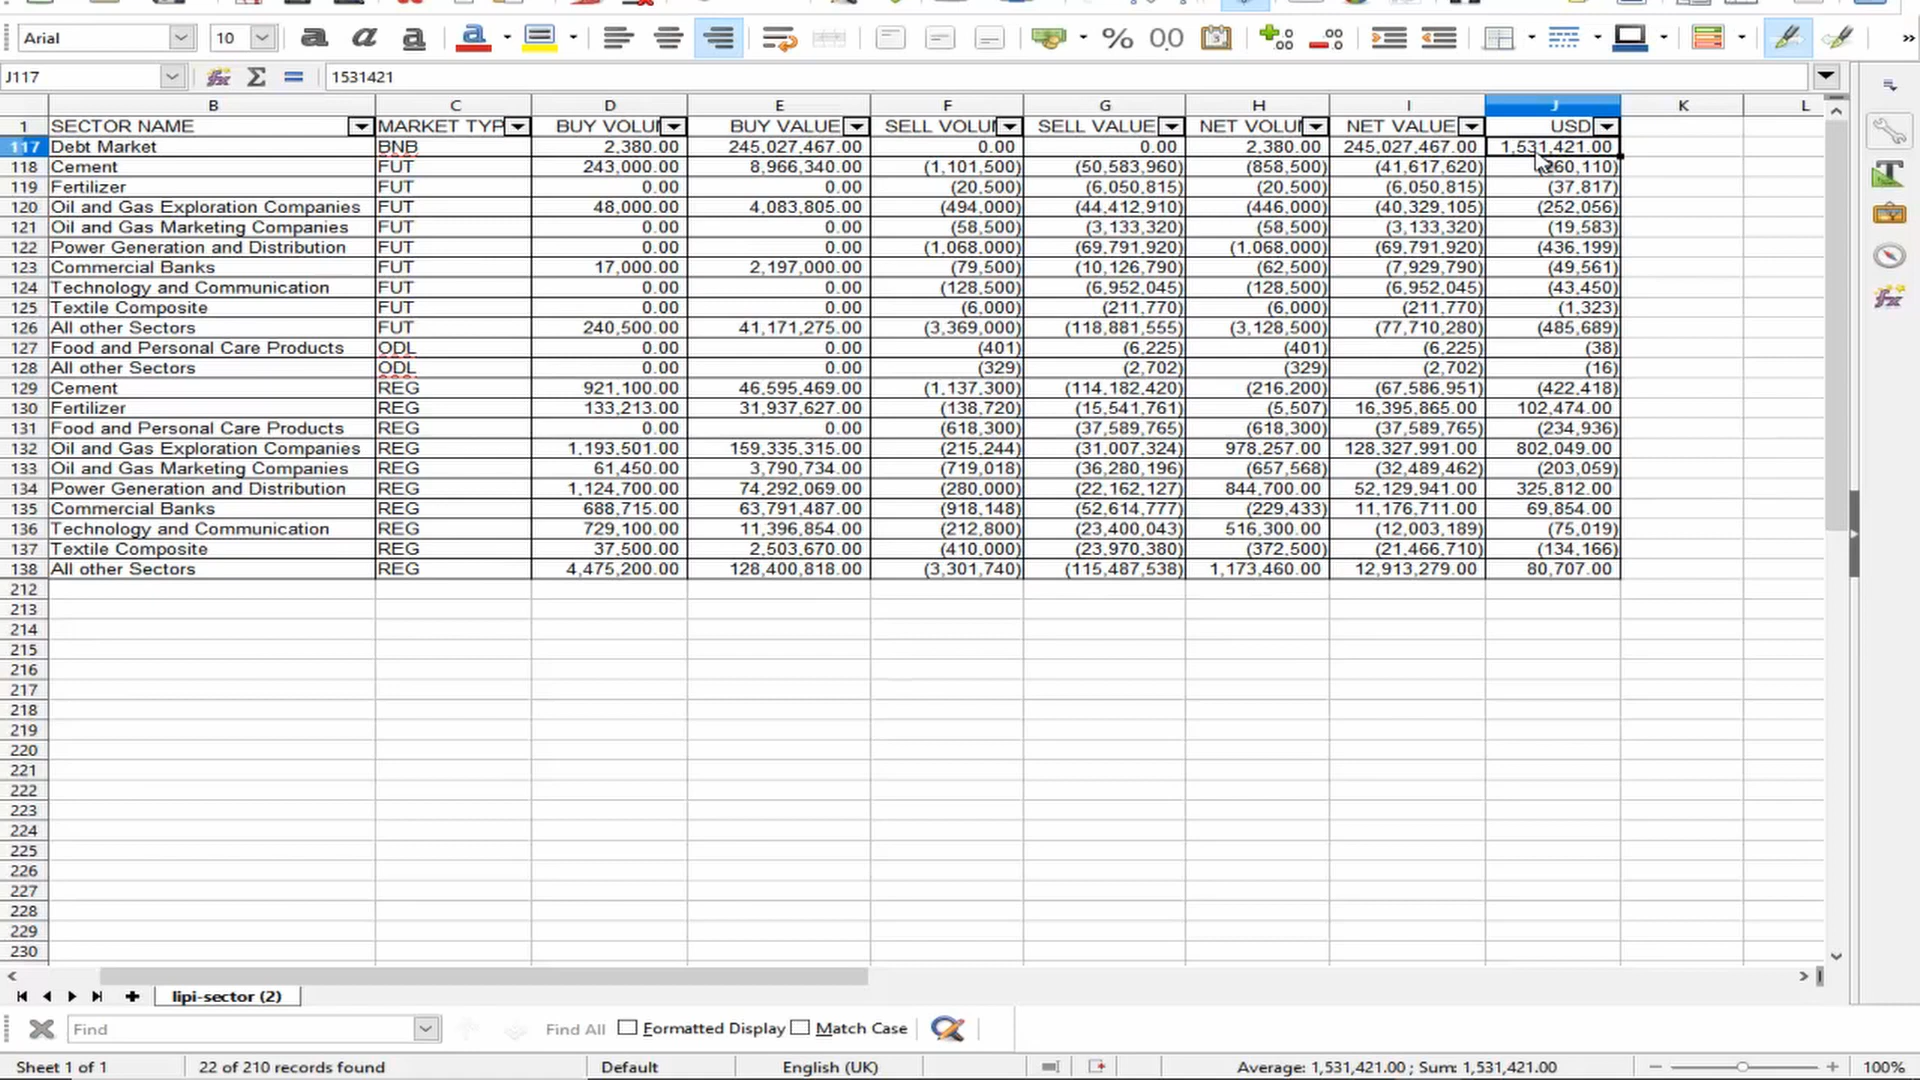 Arial 10
J117 1531421
B C D E F G H I J K L
1 SECTOR NAME MARKET TYP BUY VOLU BUY VALUE SELL VOLU SELL VALUE NET VOLU NET VALUE USD
117 Debt Market BNB 2,380.00 245,027,467.00 0.00 0.00 2,380.00 245,027,467.00 1,531,421.00
118 Cement FUT 243,000.00 8,966,340.00 (1,101,500) (50,583,960) (858,500) (41,617,620) 260,110)
119 Fertilizer FUT 0.00 0.00 (20,500) (6,050,815) (20,500) (6,050,815) (37,817)
120 Oil and Gas Exploration Companies FUT 48,000.00 4,083,805.00 (494,000) (44,412,910) (446,000) (40,329,105) (252,056)
121 Oil and Gas Marketing Companies FUT 0.00 0.00 (58,500) (3,133,320) (58,500) (3,133,320) (19,583)
122 Power Generation and Distribution FUT 0.00 0.00 (1,068,000) (69,791,920) (1,068,000) (69,791,920) (436,199)
123 Commercial Banks FUT 17,000.00 2,197,000.00 (79,500) (10,126,790) (62,500) (7,929,790) (49,561)
124 Technology and Communication FUT 0.00 0.00 (128,500) (6,952,045) (128,500) (6,952,045) (43,450)
125 Textile Composite FUT 0.00 0.00 (6,000) (211,770) (6,000) (211,770) (1,323)
126 All other Sectors FUT 240,500.00 41,171,275.00 (3,369,000) (118,881,555) (3,128,500) (77,710,280) (485,689)
127 Food and Personal Care Products ODL 0.00 0.00 (401) (6,225) (401) (6,225) (38)
128 All other Sectors ODL 0.00 0.00 (329) (2,702) (329) (2,702) (16)
129 Cement REG 921,100.00 46,595,469.00 (1,137,300) (114,182,420) (216,200) (67,586,951) (422,418)
130 Fertilizer REG 133,213.00 31,937,627.00 (138,720) (15,541,761) (5,507) 16,395,865.00 102,474.00
131 Food and Personal Care Products REG 0.00 0.00 (618,300) (37,589,765) (618,300) (37,589,765) (234,936)
132 Oil and Gas Exploration Companies REG 1,193,501.00 159,335,315.00 (215,244) (31,007,324) 978,257.00 128,327,991.00 802,049.00
133 Oil and Gas Marketing Companies REG 61,450.00 3,790,734.00 (719,018) (36,280,196) (657,568) (32,489,462) (203,059)
134 Power Generation and Distribution REG 1,124,700.00 74,292,069.00 (280,000) (22,162,127) 844,700.00 52,129,941.00 325,812.00
135 Commercial Banks REG 688,715.00 63,791,487.00 (918,148) (52,614,777) (229,433) 11,176,711.00 69,854.00
136 Technology and Communication REG 729,100.00 11,396,854.00 (212,800) (23,400,043) 516,300.00 (12,003,189) (75,019)
137 Textile Composite REG 37,500.00 2,503,670.00 (410,000) (23,970,380) (372,500) (21,466,710) (134,166)
138 All other Sectors REG 4,475,200.00 128,400,818.00 (3,301,740) (115,487,538) 1,173,460.00 12,913,279.00 80,707.00
212
213
214
215
216
217
218
219
220
221
222
223
224
225
226
227
228
229
230
lipi-sector (2)
Find Find All Formatted Display Match Case
Sheet 1 of 1 22 of 210 records found Default English (UK) Average: 1,531,421.00 ; Sum: 1,531,421.00 100%